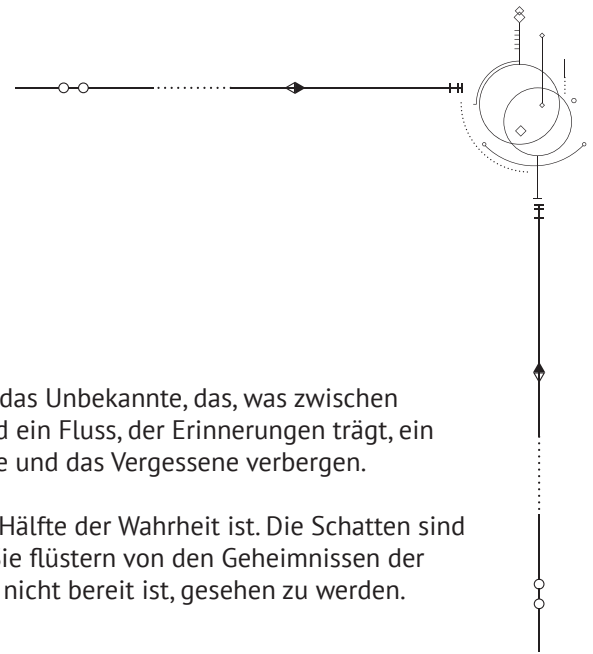 das Unbekannte, das, was zwischen
ein Fluss, der Erinnerungen trägt, ein
und das Vergessene verbergen.
Hälfte der Wahrheit ist. Die Schatten sind
Sie flüstern von den Geheimnissen der
nicht bereit ist, gesehen zu werden.